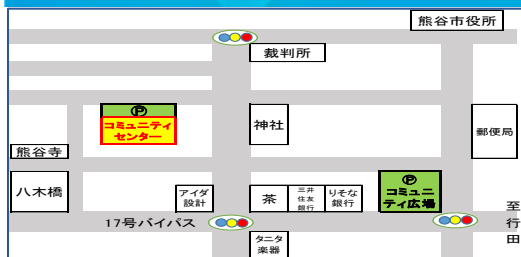 熊谷市役所
裁判所
Ⓟ
コミュニティ
センター
神社
郵便局
熊谷寺
八木橋
アイダ
設計
茶
三井
住友
銀行
りそな
銀行
Ⓟ
コミュニ
ティ広場
至
行
田
17号バイパス
タニタ
楽器